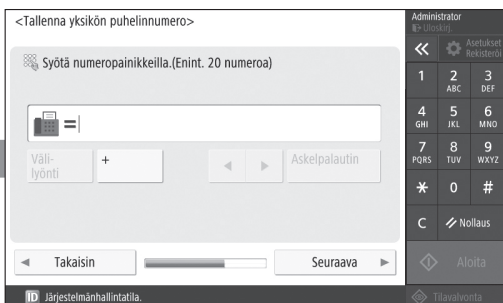 <Tallenna yksikön puhelinnumero>
Syötä numeropainikkeilla.(Enint. 20 numeroa)
=
Väli-
lyönti
+
◀ ▶
Askelpalautin
◀ Takaisin
Seuraava ▶
ID Järjestelmänhallintatila.
Administrator
Uloskirj.
Asetukset
Rekisteröi
1 2 3
ABC DEF
4 5 6
GHI JKL MNO
7 8 9
PQRS TUV WXYZ
* 0 #
C Nollaus
Aloita
Tilavalvonta